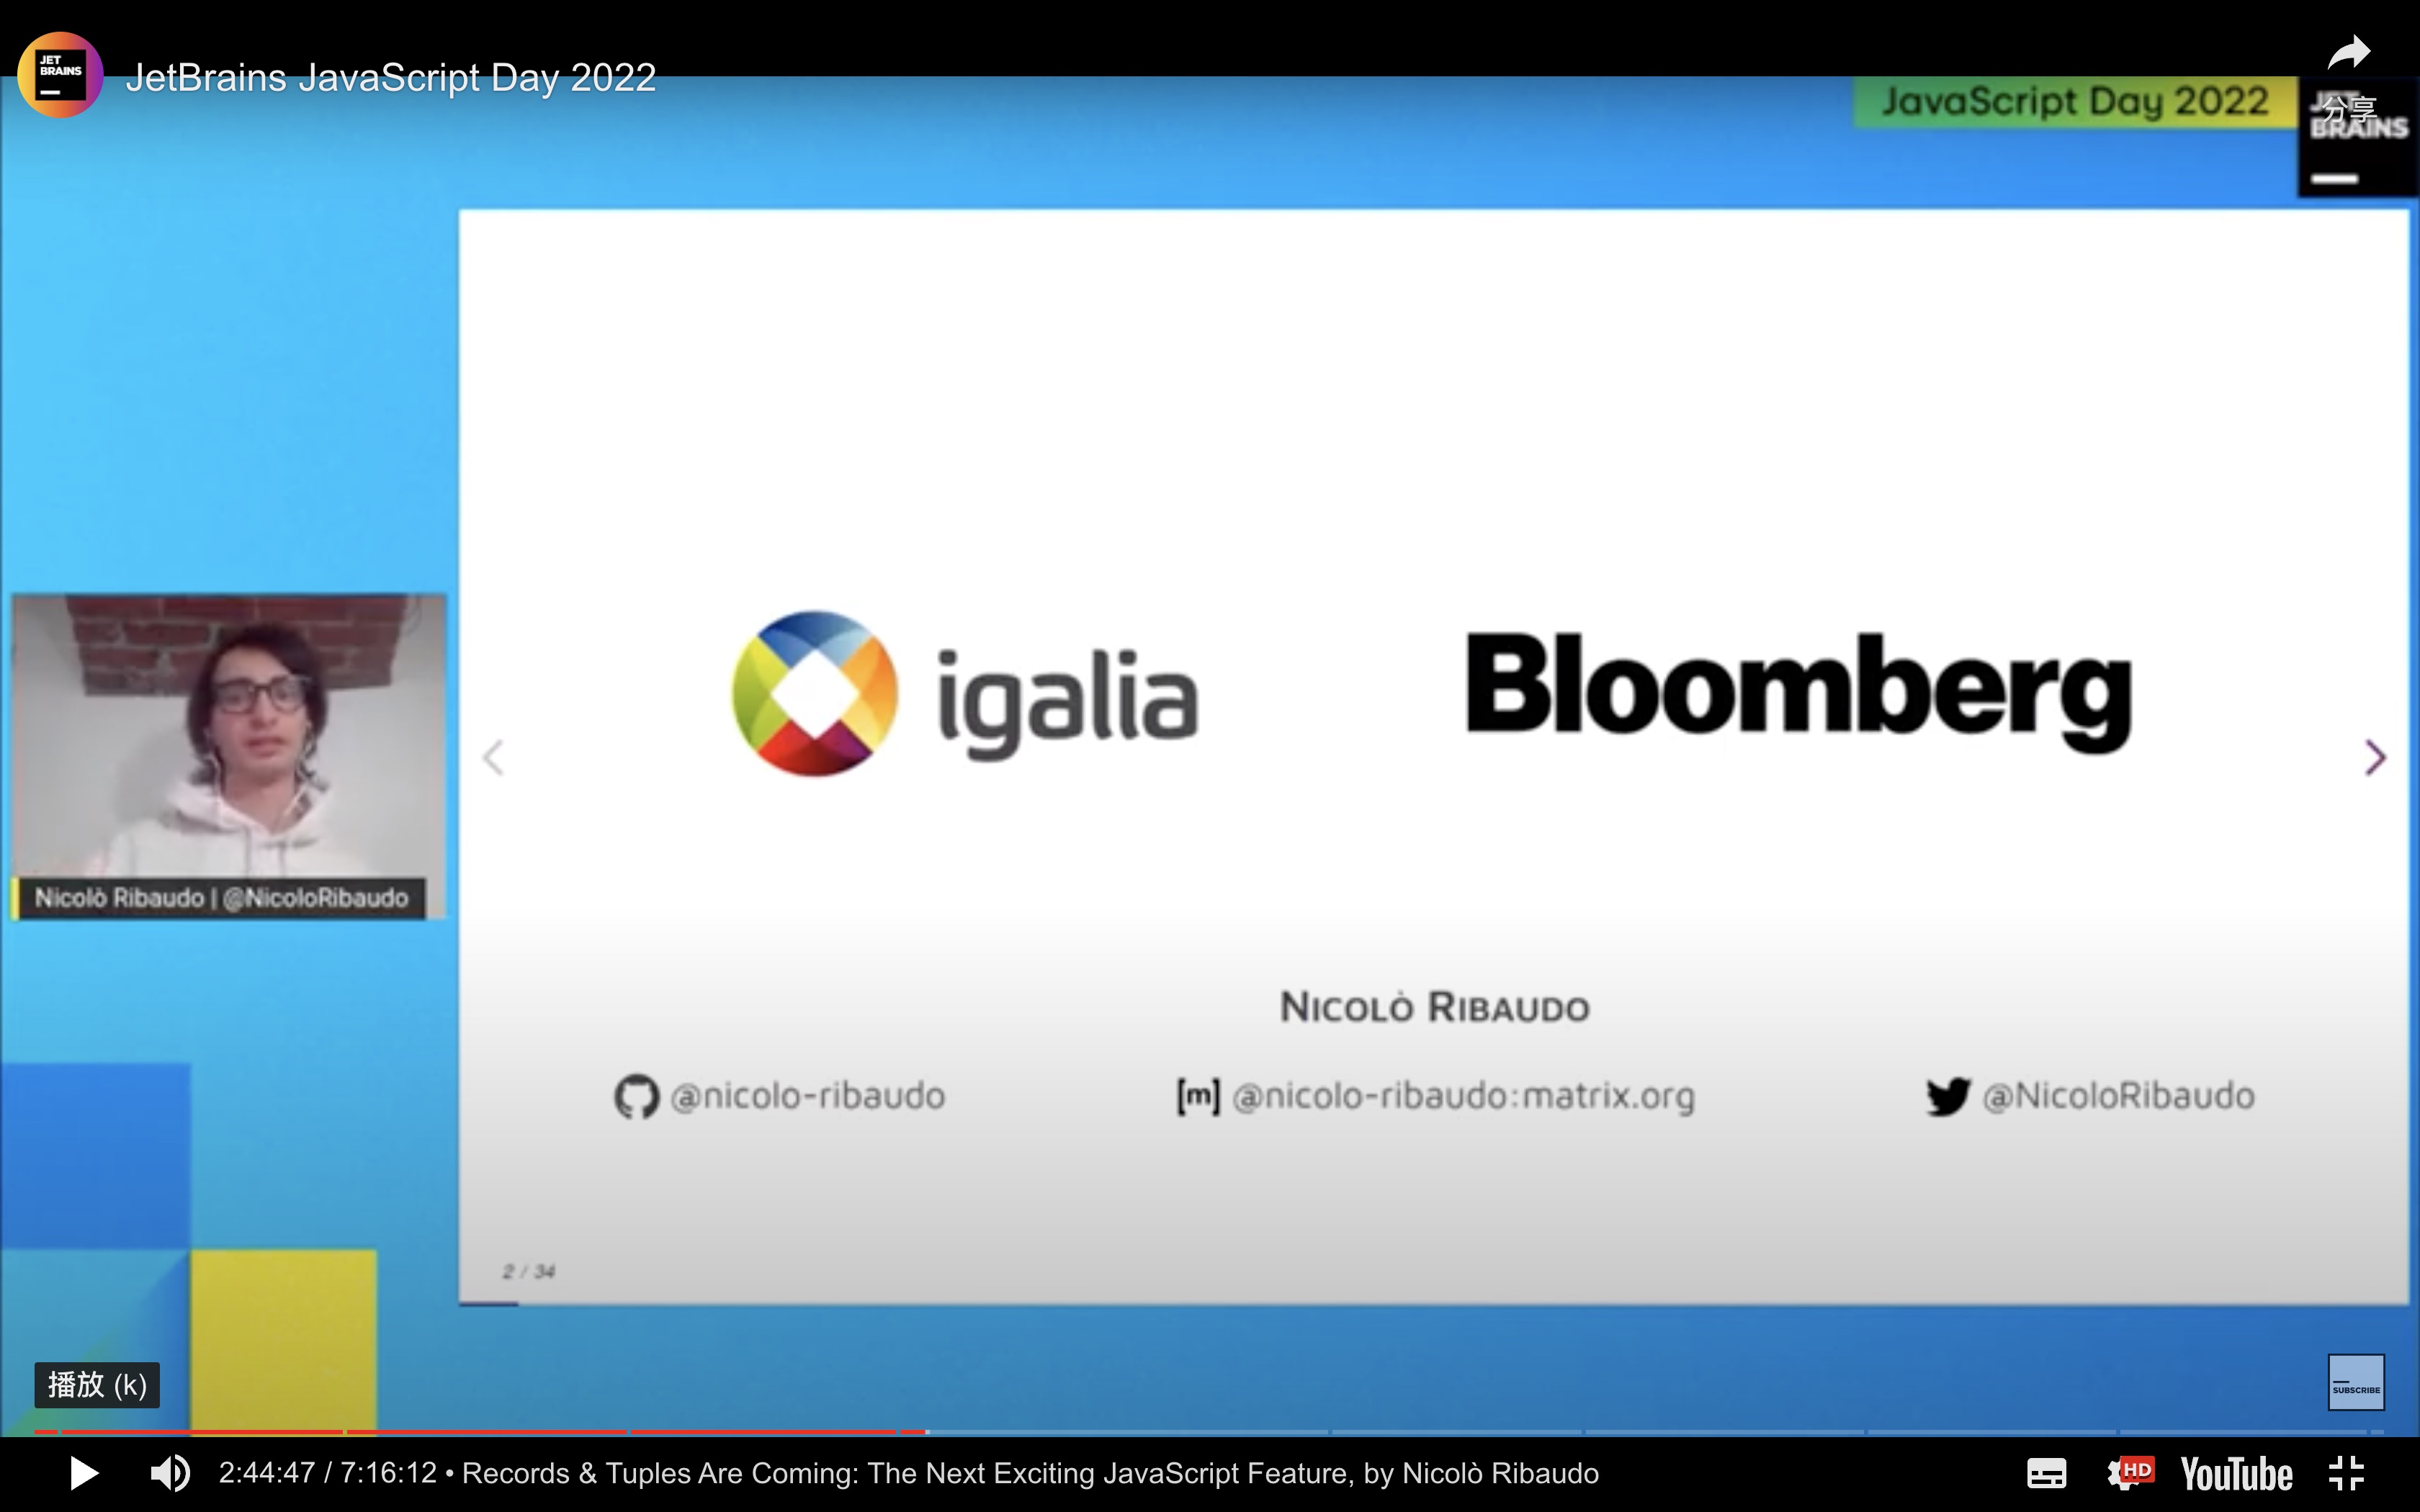 JET
BRAINS
JetBrains JavaScript Day 2022
JavaScript Day 2022
分享
JET
BRAINS
igalia
Bloomberg
Nicolò Ribaudo | @NicoloRibaudo
NICOLÒ RIBAUDO
@nicolo-ribaudo
[m] @nicolo-ribaudo:matrix.org
@NicoloRibaudo
2 / 34
播放 (k)
SUBSCRIBE
2:44:47 / 7:16:12 • Records & Tuples Are Coming: The Next Exciting JavaScript Feature, by Nicolò Ribaudo
HD
YouTube